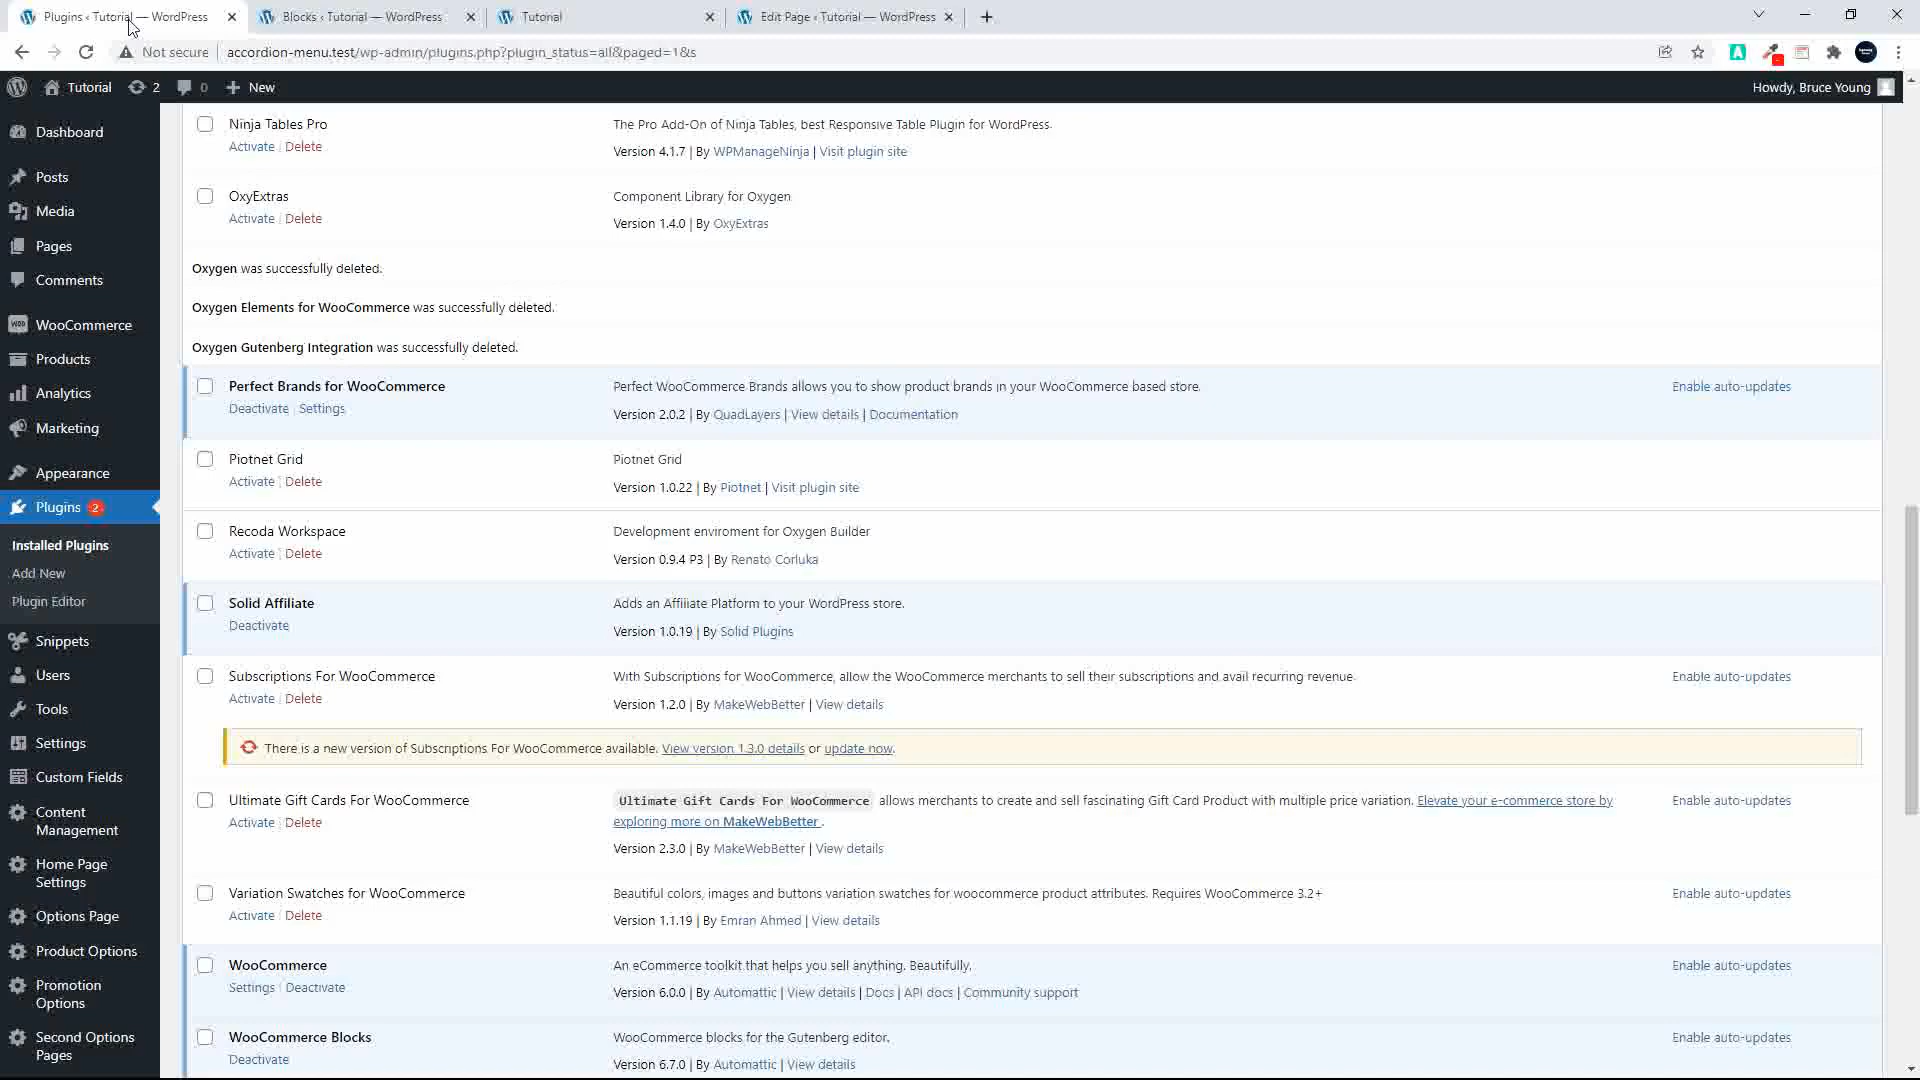 Plugins ‹ Tutorial — WordPress
Blocks ‹ Tutorial — WordPress
Tutorial
Edit Page ‹ Tutorial — WordPress
Not secure
accordion-menu.test/wp-admin/plugins.php?plugin_status=all&paged=1&s
Tutorial
2
0
New
Howdy, Bruce Young
Dashboard
Posts
Media
Pages
Comments
WooCommerce
Products
Analytics
Marketing
Appearance
Plugins 2
Installed Plugins
Add New
Plugin Editor
Snippets
Users
Tools
Settings
Custom Fields
Content
Management
Home Page
Settings
Options Page
Product Options
Promotion
Options
Second Options
Pages
Ninja Tables Pro
Activate | Delete
The Pro Add-On of Ninja Tables, best Responsive Table Plugin for WordPress.
Version 4.1.7 | By WPManageNinja | Visit plugin site
OxyExtras
Activate | Delete
Component Library for Oxygen
Version 1.4.0 | By OxyExtras
Oxygen was successfully deleted.
Oxygen Elements for WooCommerce was successfully deleted.
Oxygen Gutenberg Integration was successfully deleted.
Perfect Brands for WooCommerce
Deactivate | Settings
Perfect WooCommerce Brands allows you to show product brands in your WooCommerce based store.
Version 2.0.2 | By QuadLayers | View details | Documentation
Enable auto-updates
Piotnet Grid
Activate | Delete
Piotnet Grid
Version 1.0.22 | By Piotnet | Visit plugin site
Recoda Workspace
Activate | Delete
Development enviroment for Oxygen Builder
Version 0.9.4 P3 | By Renato Corluka
Solid Affiliate
Deactivate
Adds an Affiliate Platform to your WordPress store.
Version 1.0.19 | By Solid Plugins
Subscriptions For WooCommerce
Activate | Delete
With Subscriptions for WooCommerce, allow the WooCommerce merchants to sell their subscriptions and avail recurring revenue.
Version 1.2.0 | By MakeWebBetter | View details
Enable auto-updates
There is a new version of Subscriptions For WooCommerce available. View version 1.3.0 details or update now.
Ultimate Gift Cards For WooCommerce
Activate | Delete
Ultimate Gift Cards For WooCommerce allows merchants to create and sell fascinating Gift Card Product with multiple price variation. Elevate your e-commerce store by
exploring more on MakeWebBetter .
Version 2.3.0 | By MakeWebBetter | View details
Enable auto-updates
Variation Swatches for WooCommerce
Activate | Delete
Beautiful colors, images and buttons variation swatches for woocommerce product attributes. Requires WooCommerce 3.2+
Version 1.1.19 | By Emran Ahmed | View details
Enable auto-updates
WooCommerce
Settings | Deactivate
An eCommerce toolkit that helps you sell anything. Beautifully.
Version 6.0.0 | By Automattic | View details | Docs | API docs | Community support
Enable auto-updates
WooCommerce Blocks
Deactivate
WooCommerce blocks for the Gutenberg editor.
Version 6.7.0 | By Automattic | View details
Enable auto-updates